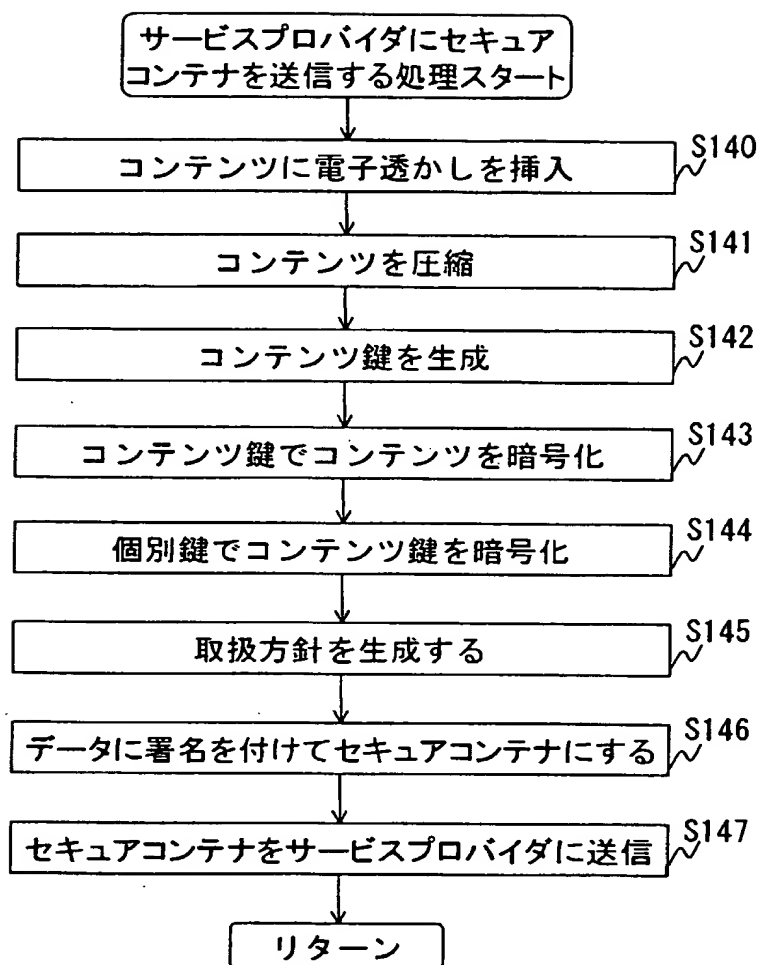 サービスプロバイダにセキュア
コンテナを送信する処理スタート
S140
コンテンツに電子透かしを挿入
S141
コンテンツを圧縮
S142
コンテンツ鍵を生成
S143
コンテンツ鍵でコンテンツを暗号化
S144
個別鍵でコンテンツ鍵を暗号化
S145
取扱方針を生成する
S146
データに署名を付けてセキュアコンテナにする
S147
セキュアコンテナをサービスプロバイダに送信
リターン